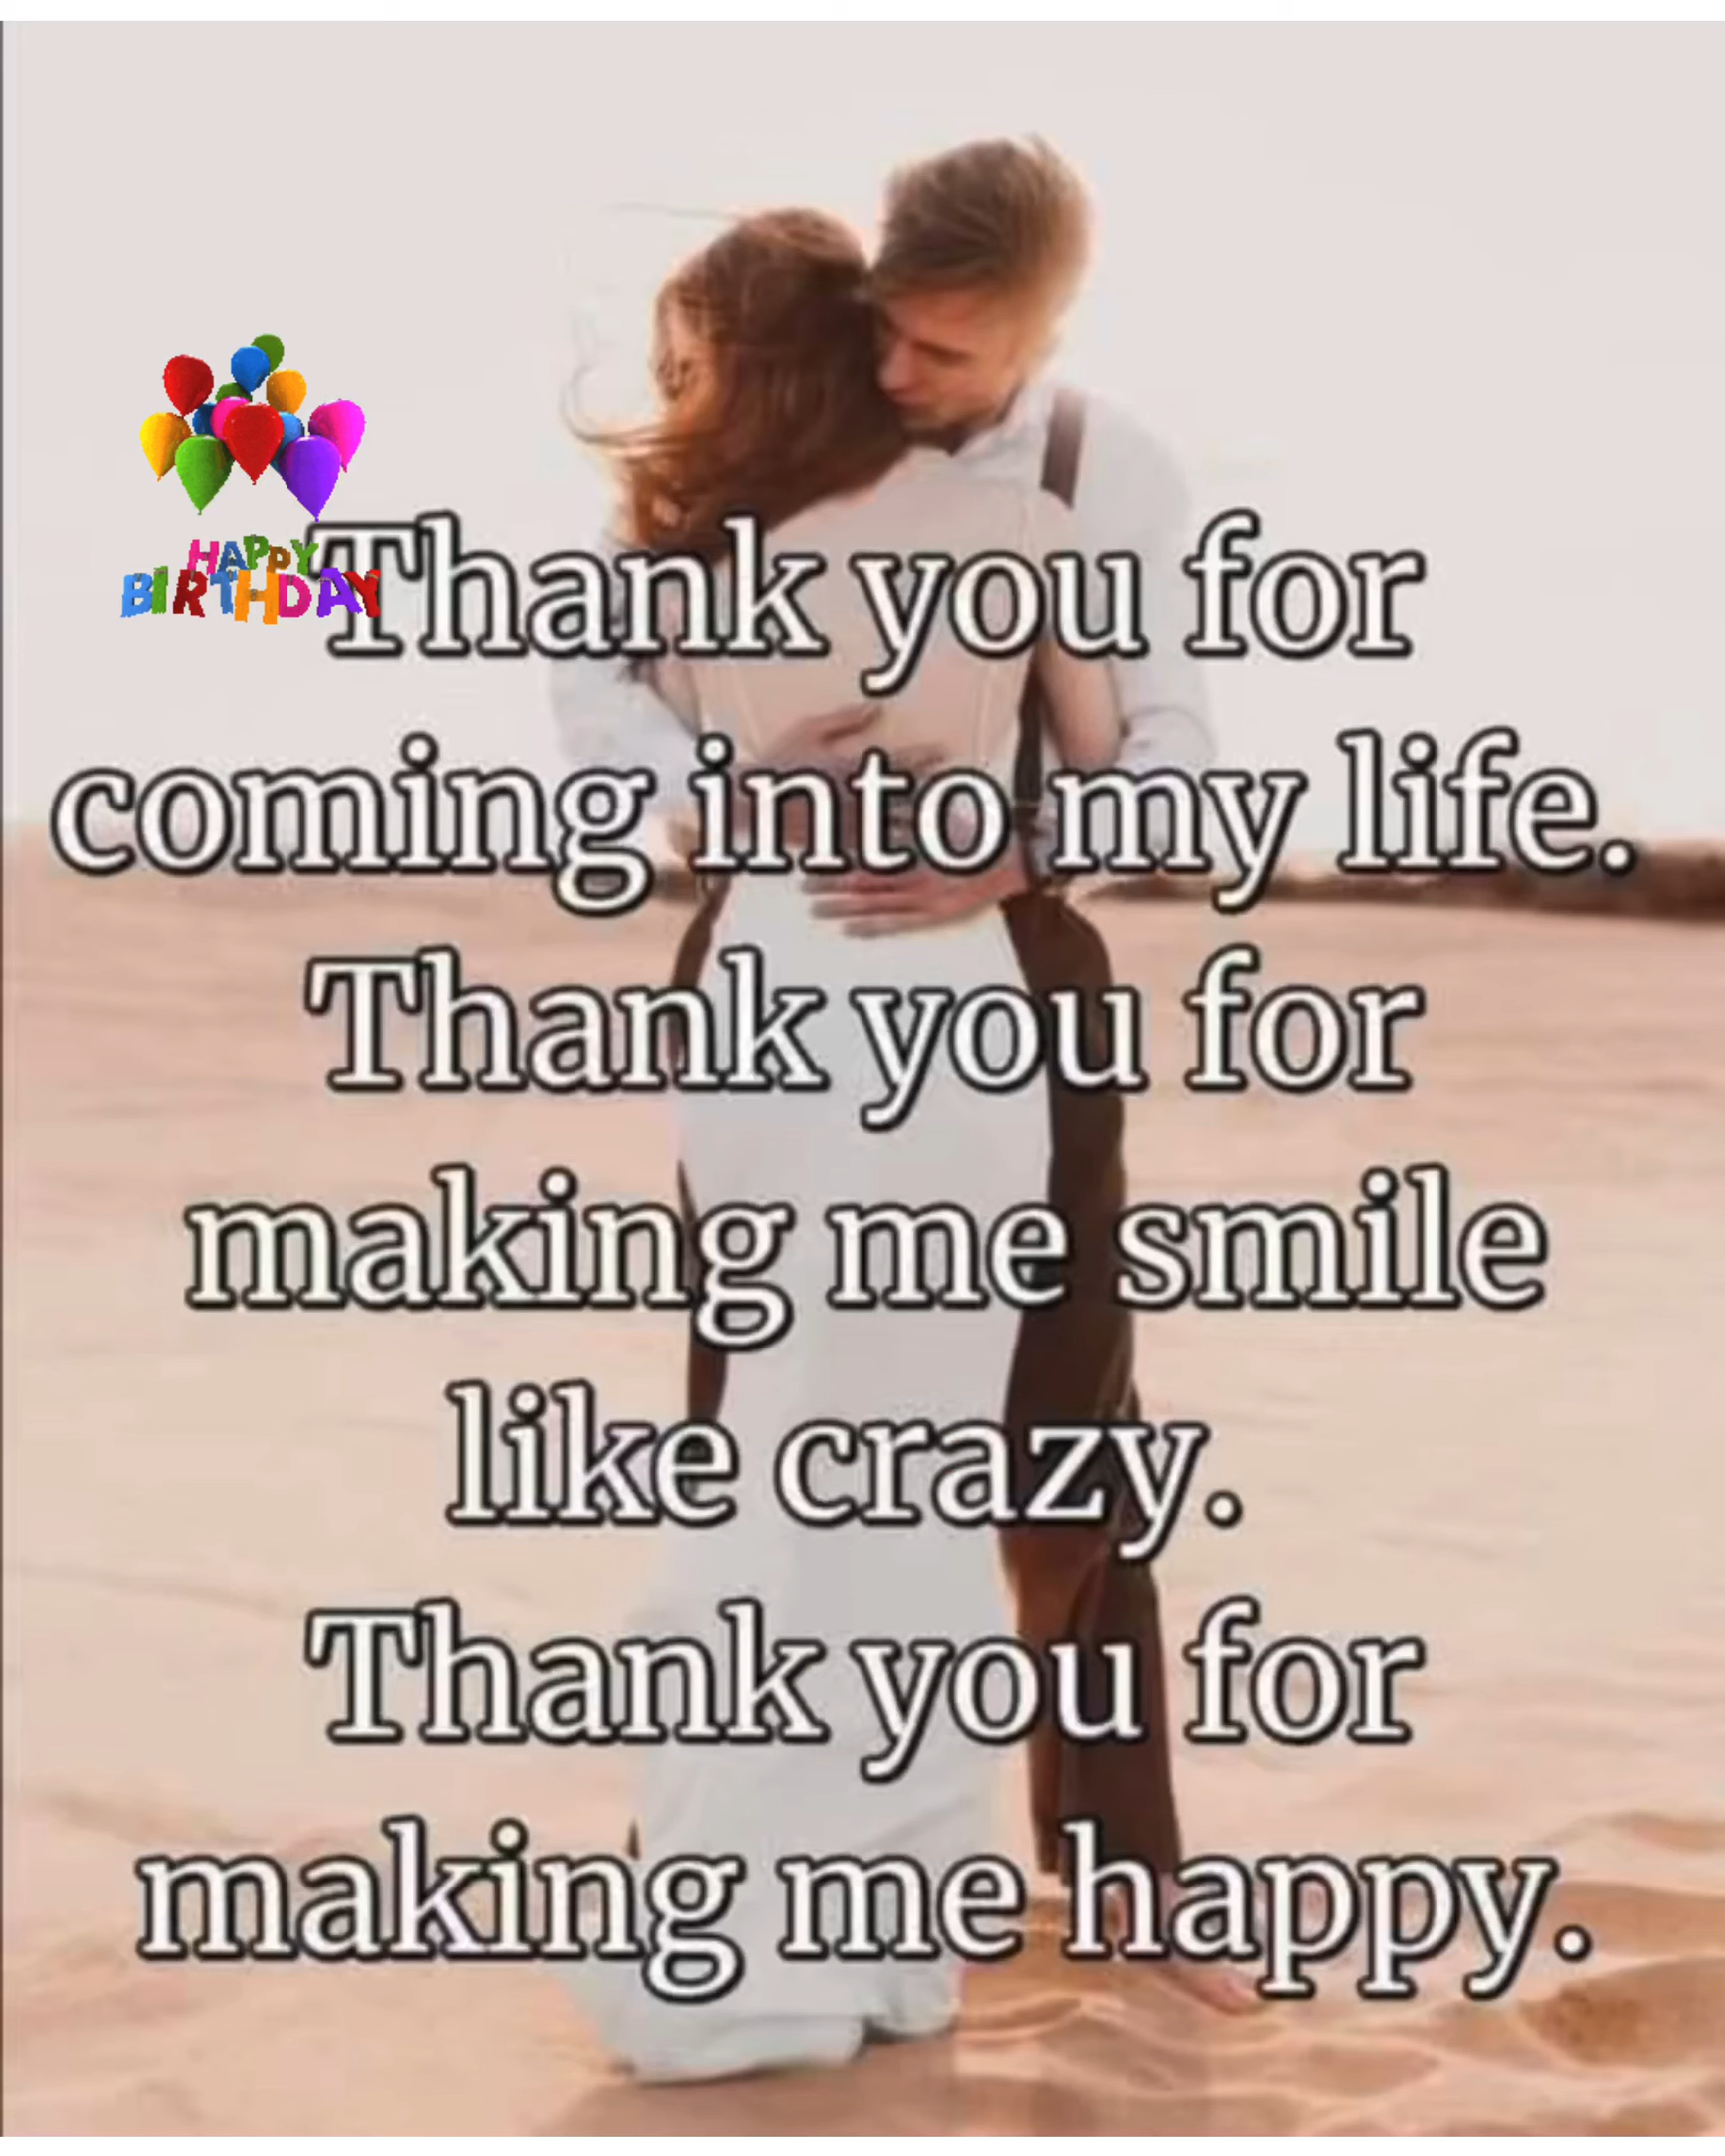 HAPPY
BIRTHDAY
Thank you for
coming into my life.
Thank you for
making me smile
like crazy.
Thank you for
making me happy.